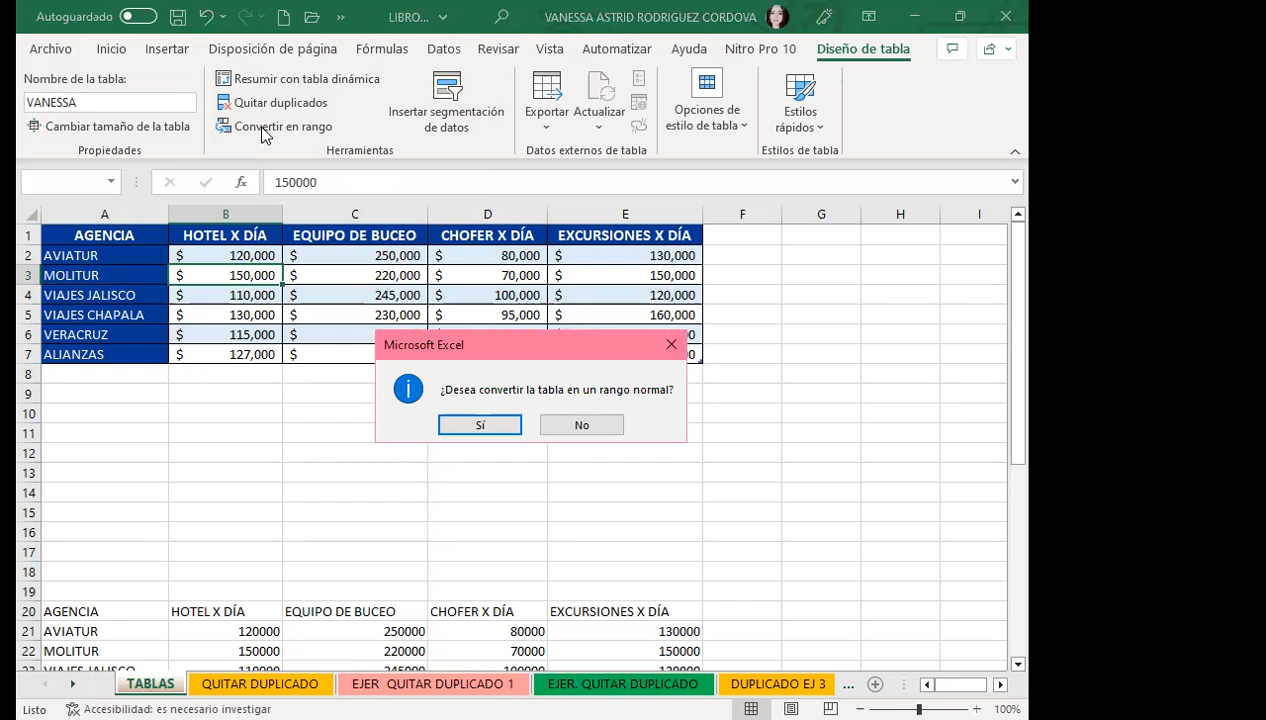 Autoguardado
LIBRO...
VANESSA ASTRID RODRIGUEZ CORDOVA
Archivo Inicio Insertar Disposición de página Fórmulas Datos Revisar Vista Automatizar Ayuda Nitro Pro 10 Diseño de tabla
Nombre de la tabla:
VANESSA
Cambiar tamaño de la tabla
Propiedades
Resumir con tabla dinámica
Quitar duplicados
Convertir en rango
Insertar segmentación
de datos
Herramientas
Exportar Actualizar
Datos externos de tabla
Opciones de
estilo de tabla
Estilos
rápidos
Estilos de tabla
fx 150000
A B C D E F G H I
1 AGENCIA HOTEL X DÍA EQUIPO DE BUCEO CHOFER X DÍA EXCURSIONES X DÍA
2 AVIATUR $ 120,000 $ 250,000 $ 80,000 $ 130,000
3 MOLITUR $ 150,000 $ 220,000 $ 70,000 $ 150,000
4 VIAJES JALISCO $ 110,000 $ 245,000 $ 100,000 $ 120,000
5 VIAJES CHAPALA $ 130,000 $ 230,000 $ 95,000 $ 160,000
6 VERACRUZ $ 115,000 $
7 ALIANZAS $ 127,000 $
8
9
10
11
12
13
14
15
16
17
18
19
Microsoft Excel
¿Desea convertir la tabla en un rango normal?
Sí No
20 AGENCIA HOTEL X DÍA EQUIPO DE BUCEO CHOFER X DÍA EXCURSIONES X DÍA
21 AVIATUR 120000 250000 80000 130000
22 MOLITUR 150000 220000 70000 150000
23 VIAJES JALISCO 110000 245000 100000 120000
TABLAS QUITAR DUPLICADO EJER QUITAR DUPLICADO 1 EJER. QUITAR DUPLICADO DUPLICADO EJ 3 ...
Listo Accesibilidad: es necesario investigar 100%